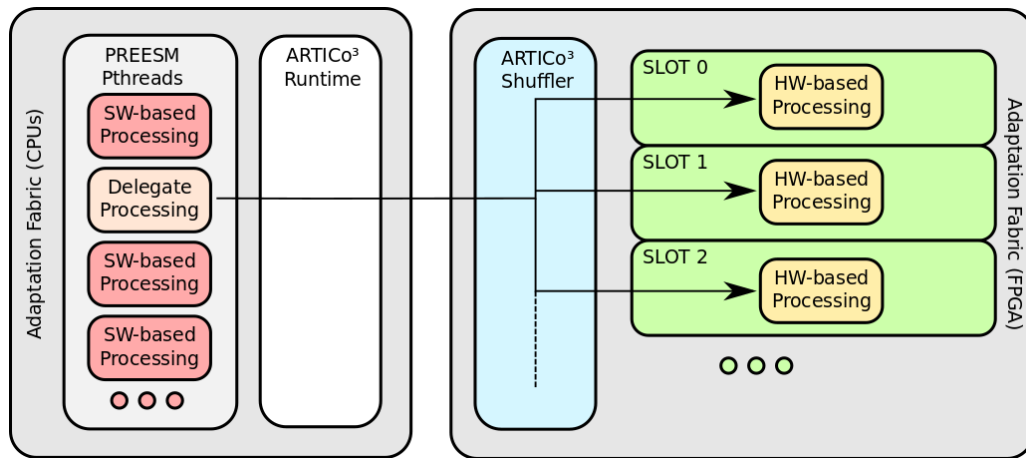 Adaptation Fabric (CPUs)
PREESM
Pthreads
SW-based
Processing
Delegate
Processing
SW-based
Processing
SW-based
Processing
ARTICo³
Runtime
ARTICo³
Shuffler
SLOT 0
HW-based
Processing
SLOT 1
HW-based
Processing
SLOT 2
HW-based
Processing
Adaptation Fabric (FPGA)